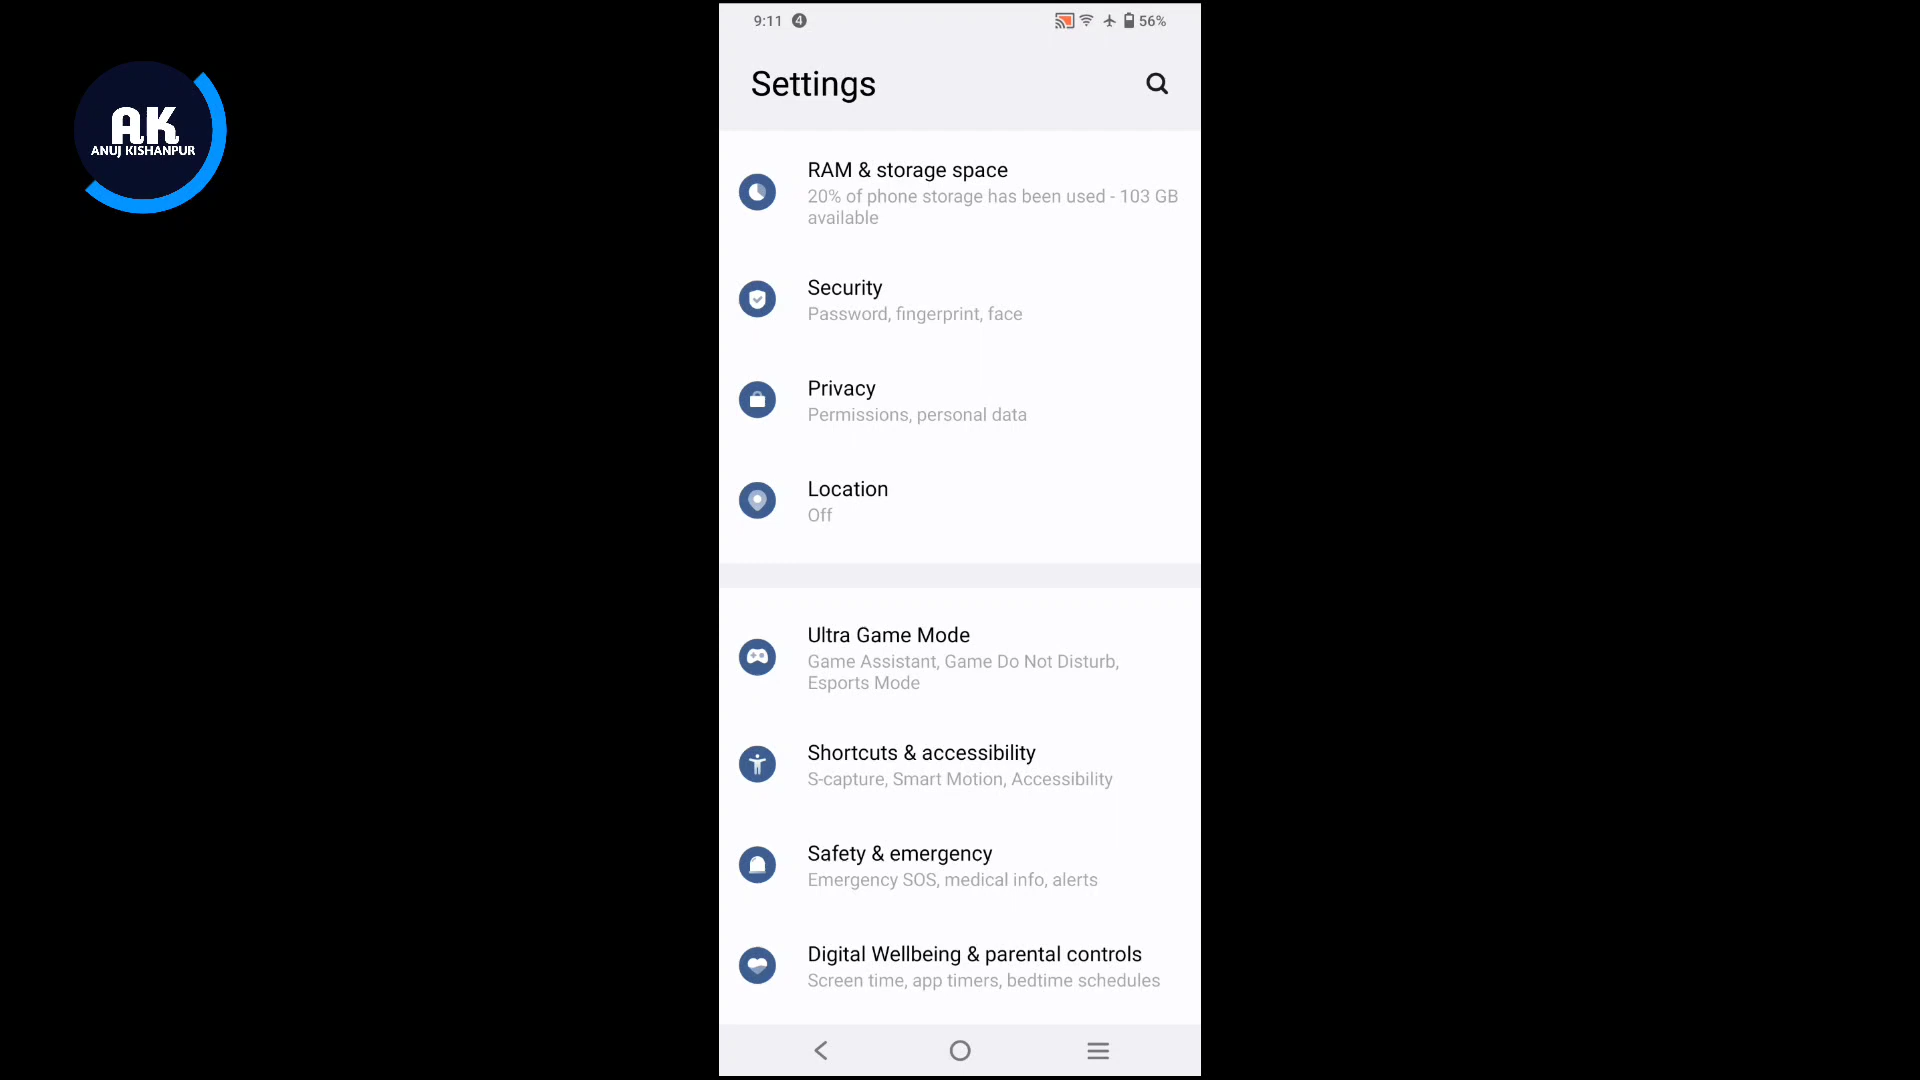 AK
ANUJ KISHANPUR
9:11 4 56%
Settings
RAM & storage space
20% of phone storage has been used - 103 GB
available
Security
Password, fingerprint, face
Privacy
Permissions, personal data
Location
Off
Ultra Game Mode
Game Assistant, Game Do Not Disturb,
Esports Mode
Shortcuts & accessibility
S-capture, Smart Motion, Accessibility
Safety & emergency
Emergency SOS, medical info, alerts
Digital Wellbeing & parental controls
Screen time, app timers, bedtime schedules